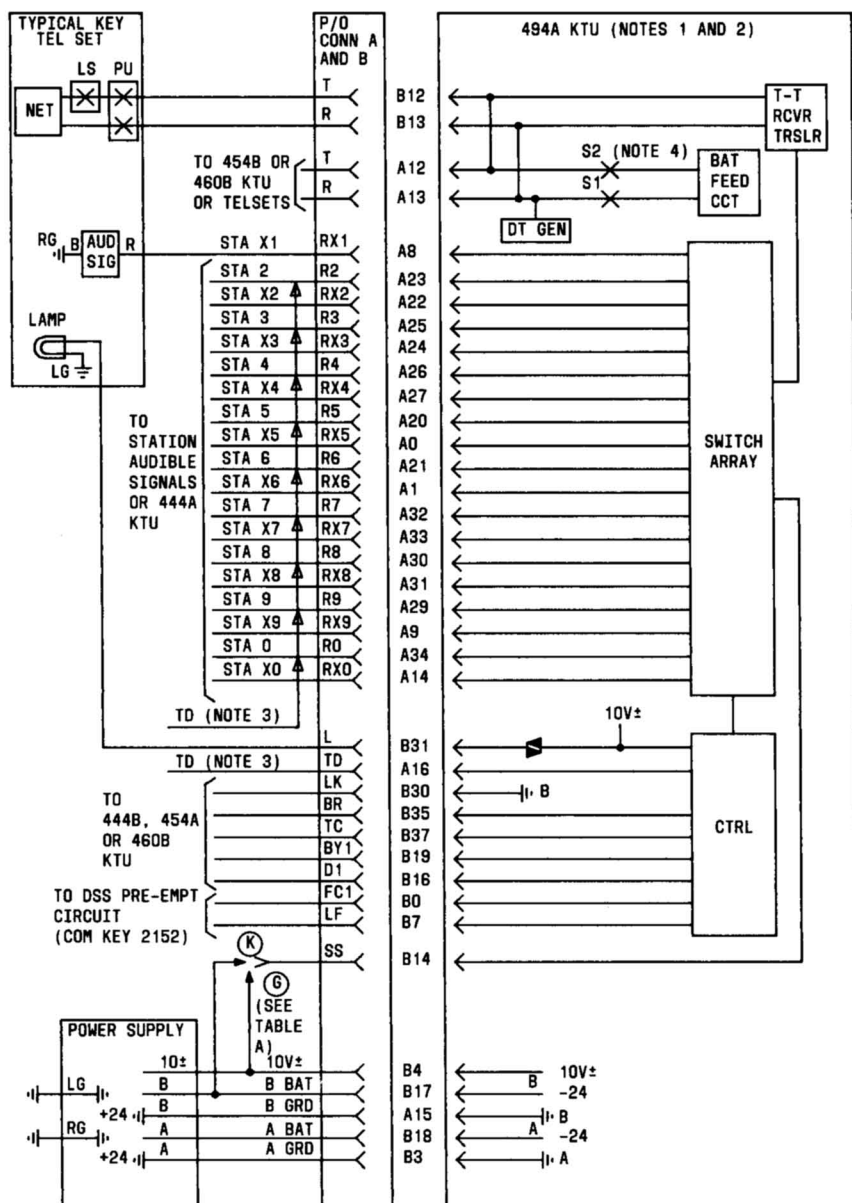 TYPICAL KEY
TEL SET
P/O
CONN A
AND B
494A KTU (NOTES 1 AND 2)
LS PU
NET
T B12
R B13
T-T
RCVR
TRSLR
TO 454B OR
460B KTU
OR TELSETS
T A12
R A13
S2 (NOTE 4)
S1
BAT
FEED
CCT
DT GEN
RG B AUD
SIG
R STA X1 RX1 A8
STA 2 R2 A23
STA X2 RX2 A22
STA 3 R3 A25
STA X3 RX3 A24
STA 4 R4 A26
STA X4 RX4 A27
STA 5 R5 A20
STA X5 RX5 A0
STA 6 R6 A21
STA X6 RX6 A1
STA 7 R7 A32
STA X7 RX7 A33
STA 8 R8 A30
STA X8 RX8 A31
STA 9 R9 A29
STA X9 RX9 A9
STA 0 R0 A34
STA X0 RX0 A14
LAMP
LG
TO
STATION
AUDIBLE
SIGNALS
OR 444A
KTU
SWITCH
ARRAY
TD (NOTE 3)
10V±
L B31
TD (NOTE 3) TD A16
LK B30 B
BR B35
TC B37
BY1 B19
D1 B16
FC1 B0
LF B7
TO
444B, 454A
OR 460B
KTU
CTRL
TO DSS PRE-EMPT
CIRCUIT
(COM KEY 2152)
K SS B14
G
(SEE
TABLE
A)
POWER SUPPLY
10± 10V± B4 10V±
LG B B BAT B17 B -24
+24 B B GRD A15 B
RG A A BAT B18 A -24
+24 A A GRD B3 A